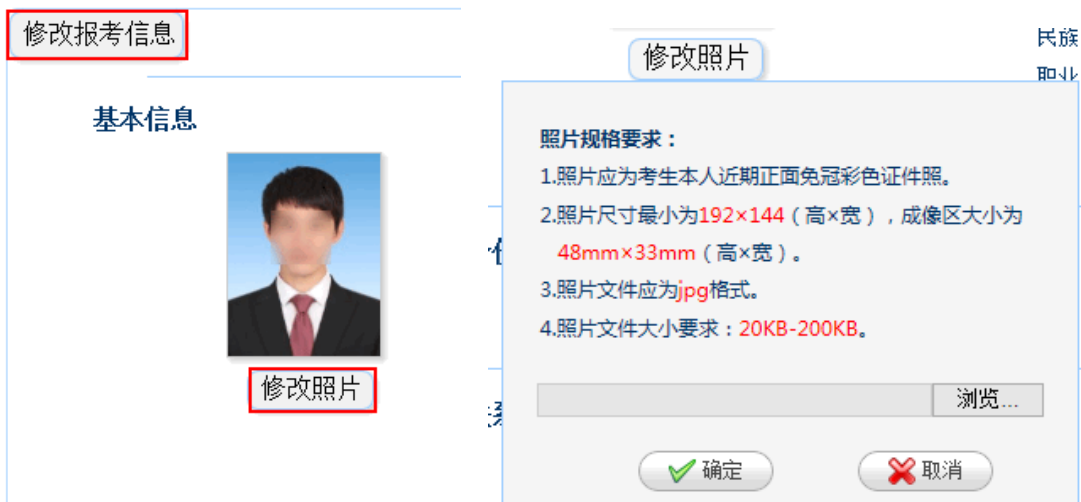 修改报考信息
基本信息
修改照片
修改照片
民族
照片规格要求：
1.照片应为考生本人近期正面免冠彩色证件照。
2.照片尺寸最小为192×144（高×宽），成像区大小为
48mm×33mm（高×宽）。
3.照片文件应为jpg格式。
4.照片文件大小要求：20KB-200KB。
浏览...
确定
取消